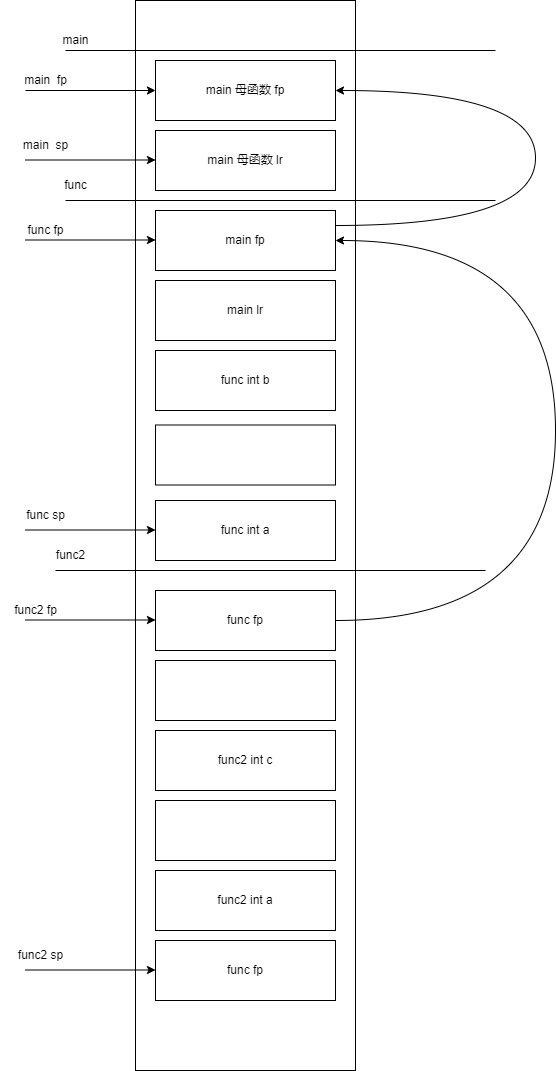 main
main  fp
main 母函数 fp
main  sp
main 母函数 lr
func
func fp
main fp
main lr
func int b
func sp
func int a
func2
func2 fp
func fp
func2 int c
func2 int a
func2 sp
func fp